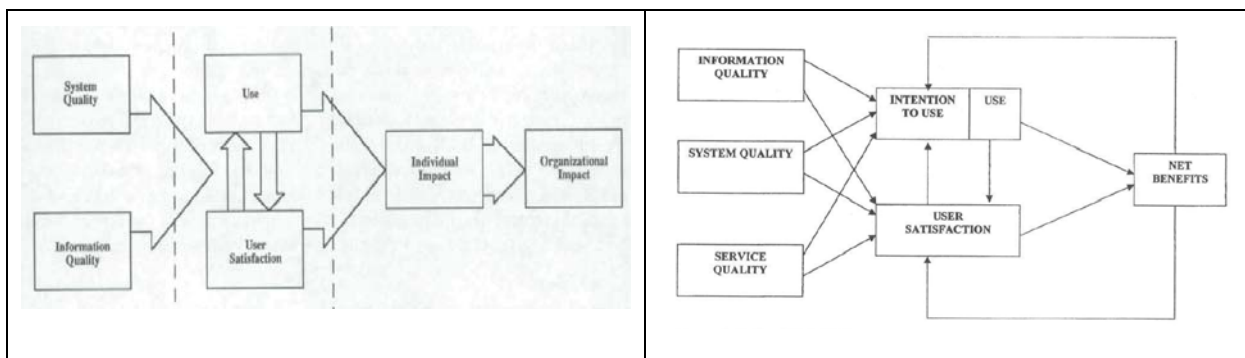 System
Quality
Information
Quality
Use
User
Satisfaction
Individual
Impact
Organizational
Impact
INFORMATION
QUALITY
SYSTEM QUALITY
SERVICE
QUALITY
INTENTION
TO USE
USE
USER
SATISFACTION
NET
BENEFITS